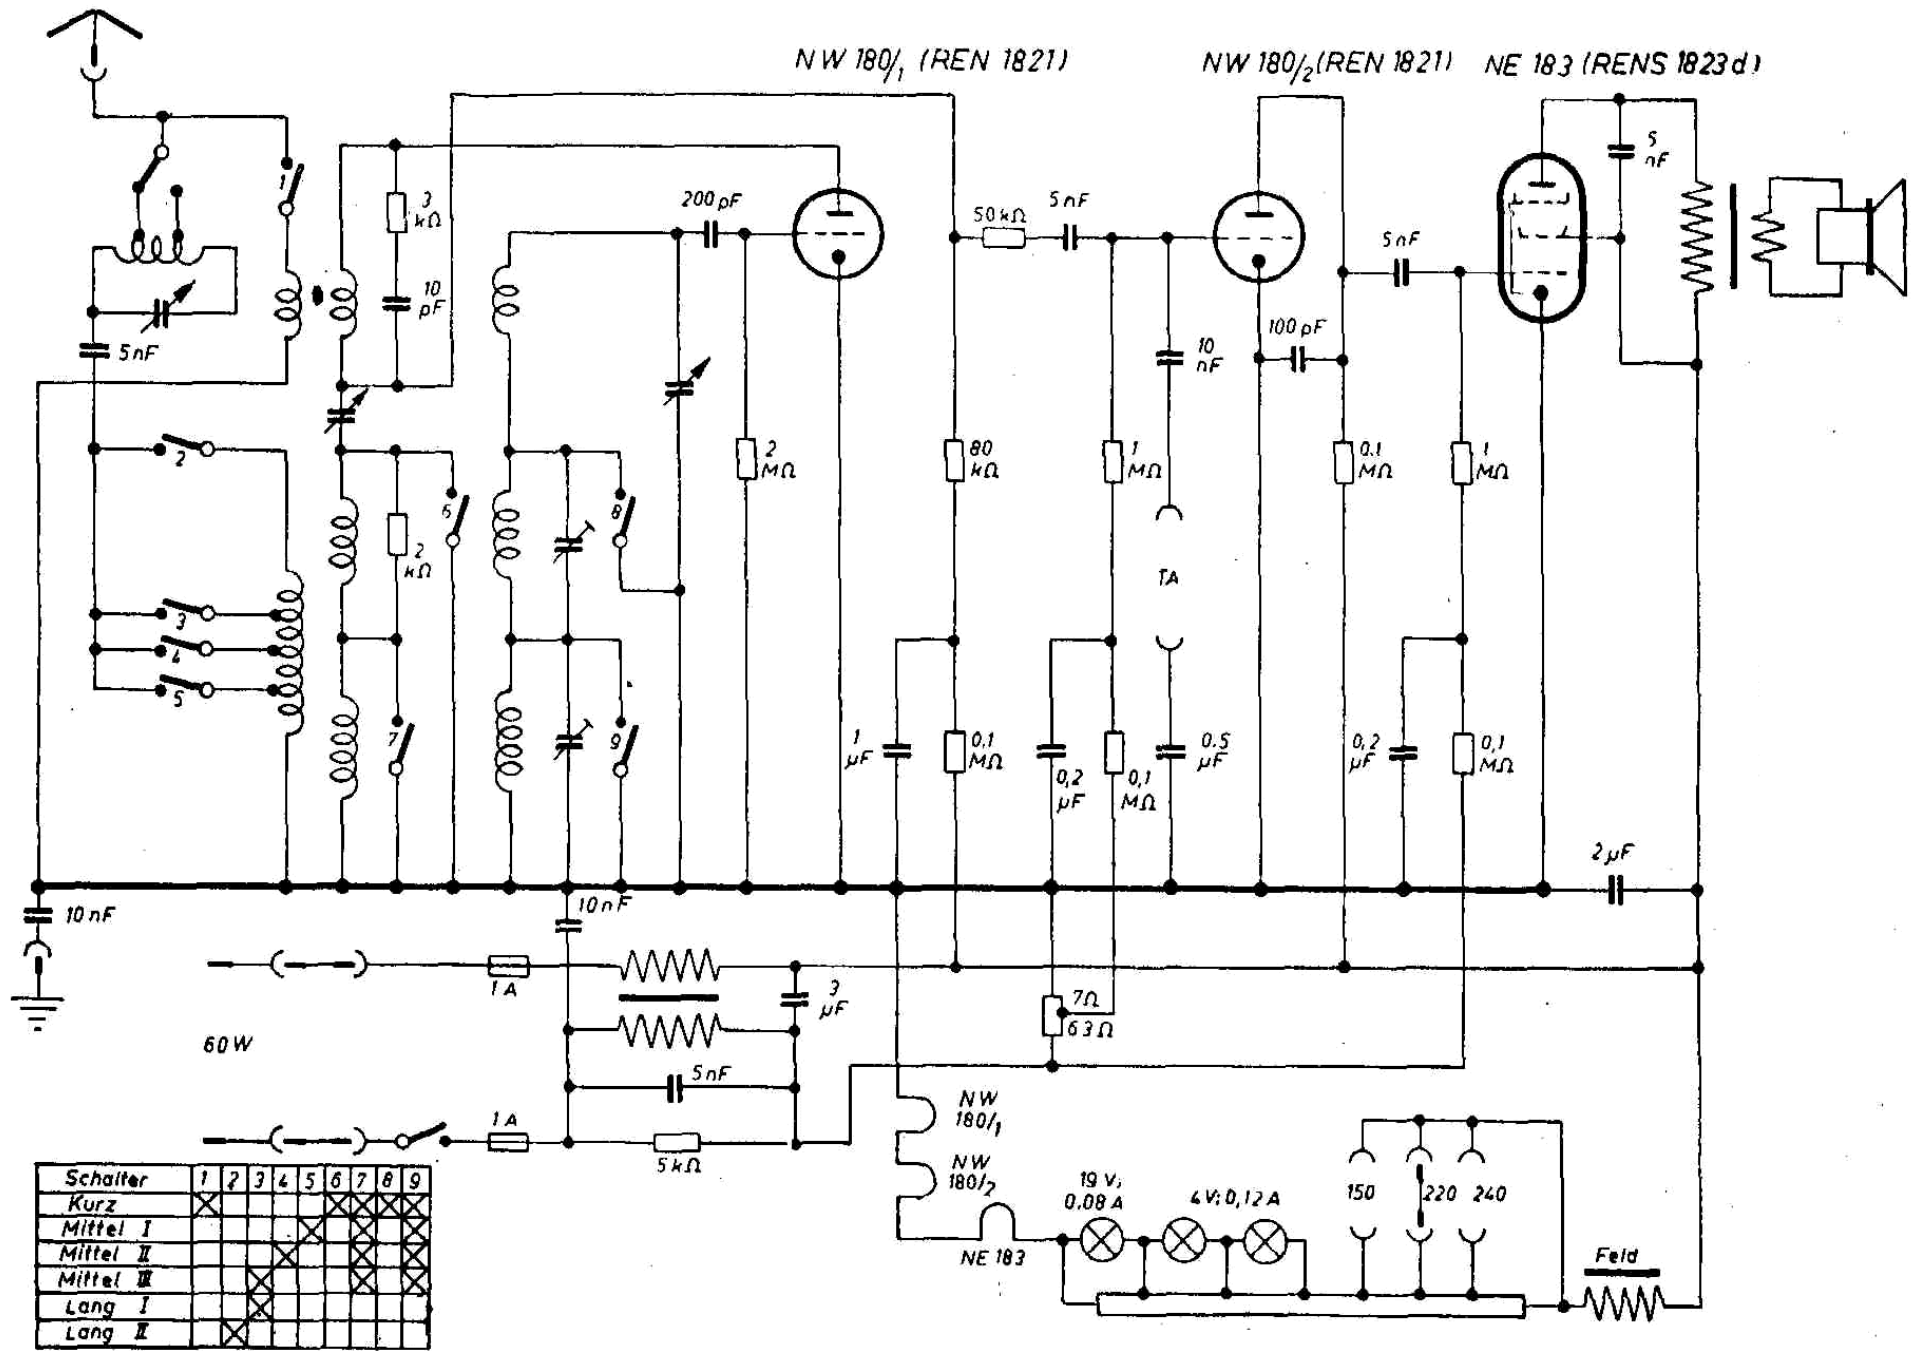 NW 180/1 (REN 1821)
NW 180/2 (REN 1821)
NE 183 (RENS 1823d)
1
3
kΩ
10
pF
200 pF
50 kΩ
5 nF
5 nF
5
nF
5 nF
100 pF
10
nF
2
6
8
2
MΩ
80
kΩ
1
MΩ
0.1
MΩ
1
MΩ
2
kΩ
TA
3
4
5
7
9
1
µF
0,1
MΩ
0,2
µF
0,1
MΩ
0.5
µF
0,2
µF
0,1
MΩ
2 µF
10 nF
10 nF
1 A
3
µF
7Ω
63Ω
60 W
5 nF
1 A
5 kΩ
NW
180/1
NW
180/2
NE 183
19 V;
0,08 A
4 V; 0,12 A
150
220
240
Feld
Schalter 1 2 3 4 5 6 7 8 9
Kurz
Mittel I
Mittel II
Mittel III
Lang I
Lang II